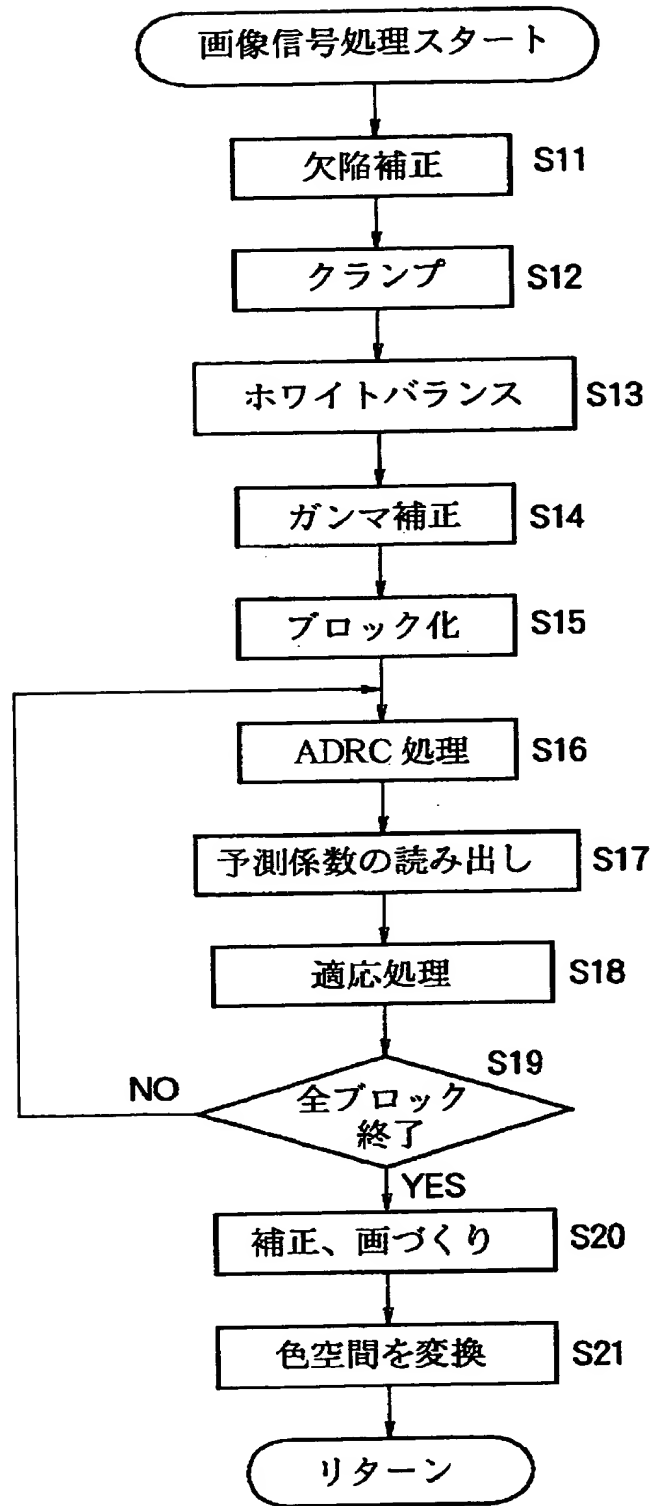 画像信号処理スタート
欠陥補正 S11
クランプ S12
ホワイトバランス S13
ガンマ補正 S14
ブロック化 S15
ADRC 処理 S16
予測係数の読み出し S17
適応処理 S18
S19
NO
全ブロック
終了
YES
補正、画づくり S20
色空間を変換 S21
リターン